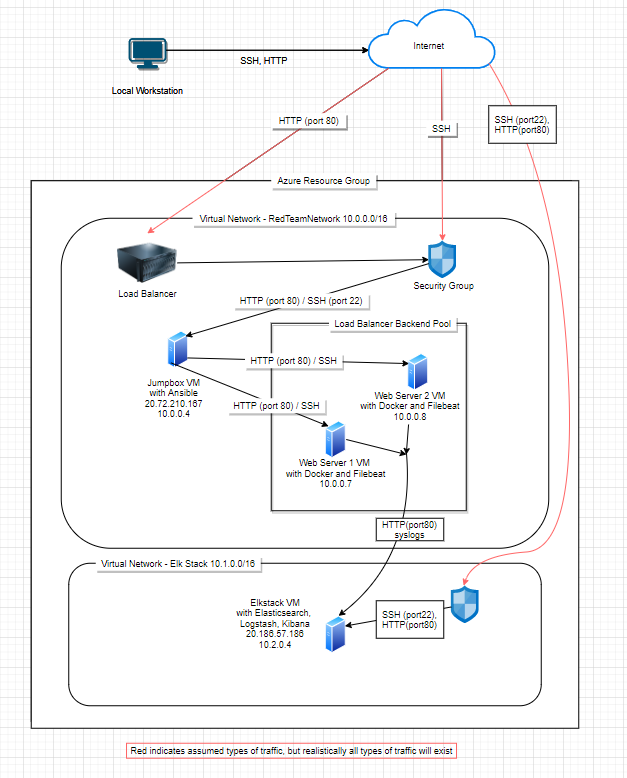 Internet
SSH, HTTP
Local Workstation
HTTP (port 80)
SSH
SSH (port22),
HTTP(port80)
Azure Resource Group
Virtual Network - RedTeamNetwork 10.0.0.0/16
Load Balancer
Security Group
HTTP (port 80) / SSH (port 22)
Load Balancer Backend Pool
HTTP (port 80) / SSH
Jumpbox VM
with Ansible
20.72.210.167
10.0.0.4
Web Server 2 VM
with Docker and Filebeat
10.0.0.8
HTTP (port 80) / SSH
Web Server 1 VM
with Docker and Filebeat
10.0.0.7
HTTP(port80)
syslogs
Virtual Network - Elk Stack 10.1.0.0/16
Elkstack VM
with Elasticsearch,
Logstash, Kibana
20.186.57.186
10.2.0.4
SSH (port22),
HTTP(port80)
Red indicates assumed types of traffic, but realistically all types of traffic will exist